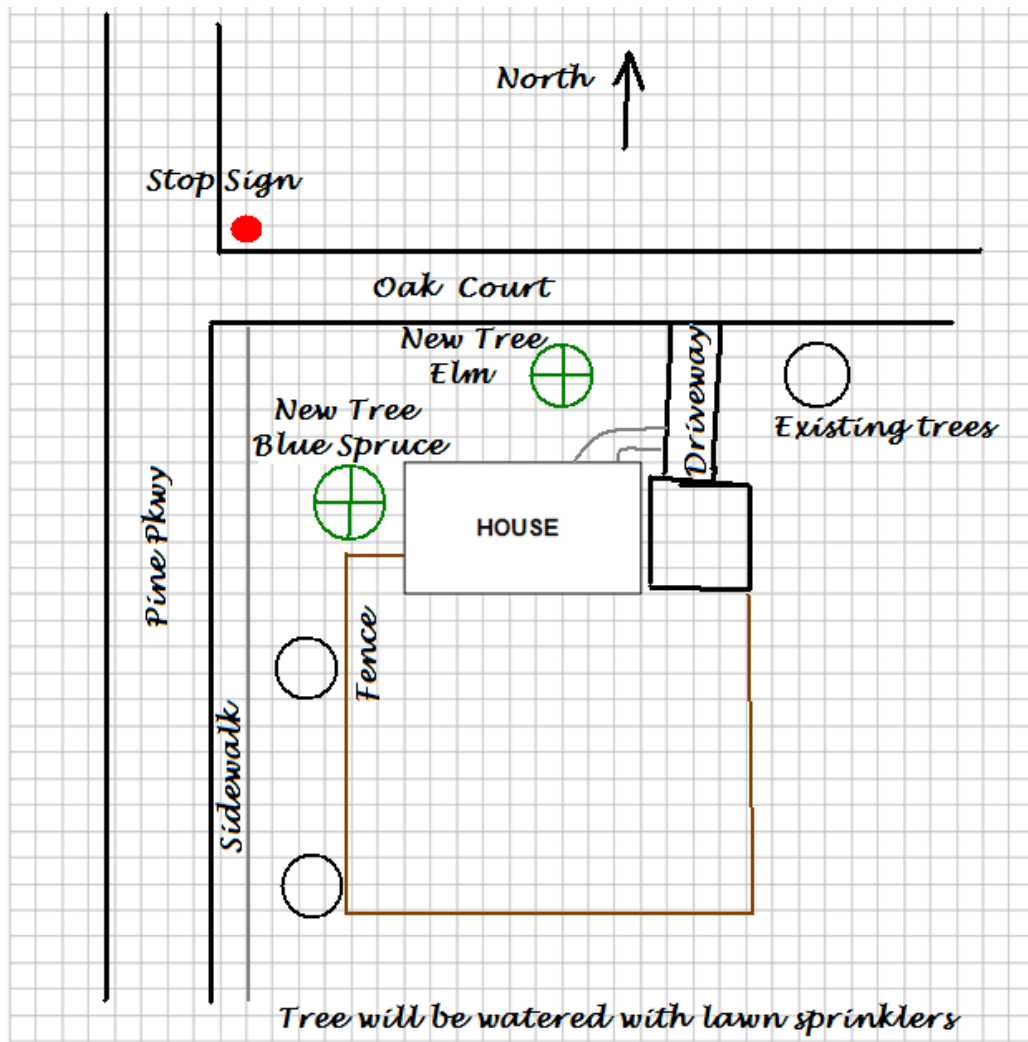 North
Stop Sign
Oak Court
New Tree
Elm
Driveway
New Tree
Blue Spruce
Existing trees
Pine Pkwy
HOUSE
Fence
Sidewalk
Tree will be watered with lawn sprinklers